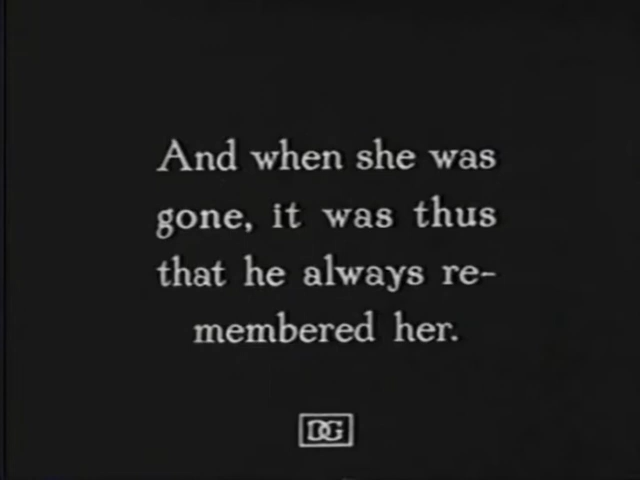 And when she was
gone, it was thus
that he always re-
membered her.
DG